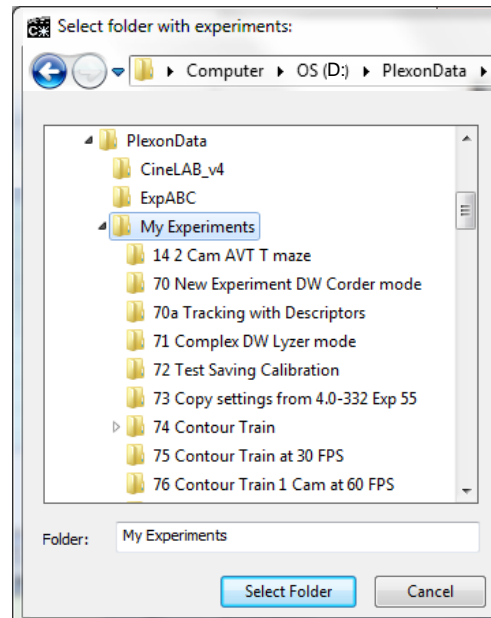 Select folder with experiments:
Computer ▸ OS (D:) ▸ PlexonData ▸
PlexonData
CineLAB_v4
ExpABC
My Experiments
14 2 Cam AVT T maze
70 New Experiment DW Corder mode
70a Tracking with Descriptors
71 Complex DW Lyzer mode
72 Test Saving Calibration
73 Copy settings from 4.0-332 Exp 55
74 Contour Train
75 Contour Train at 30 FPS
76 Contour Train 1 Cam at 60 FPS
Folder: My Experiments
Select Folder Cancel